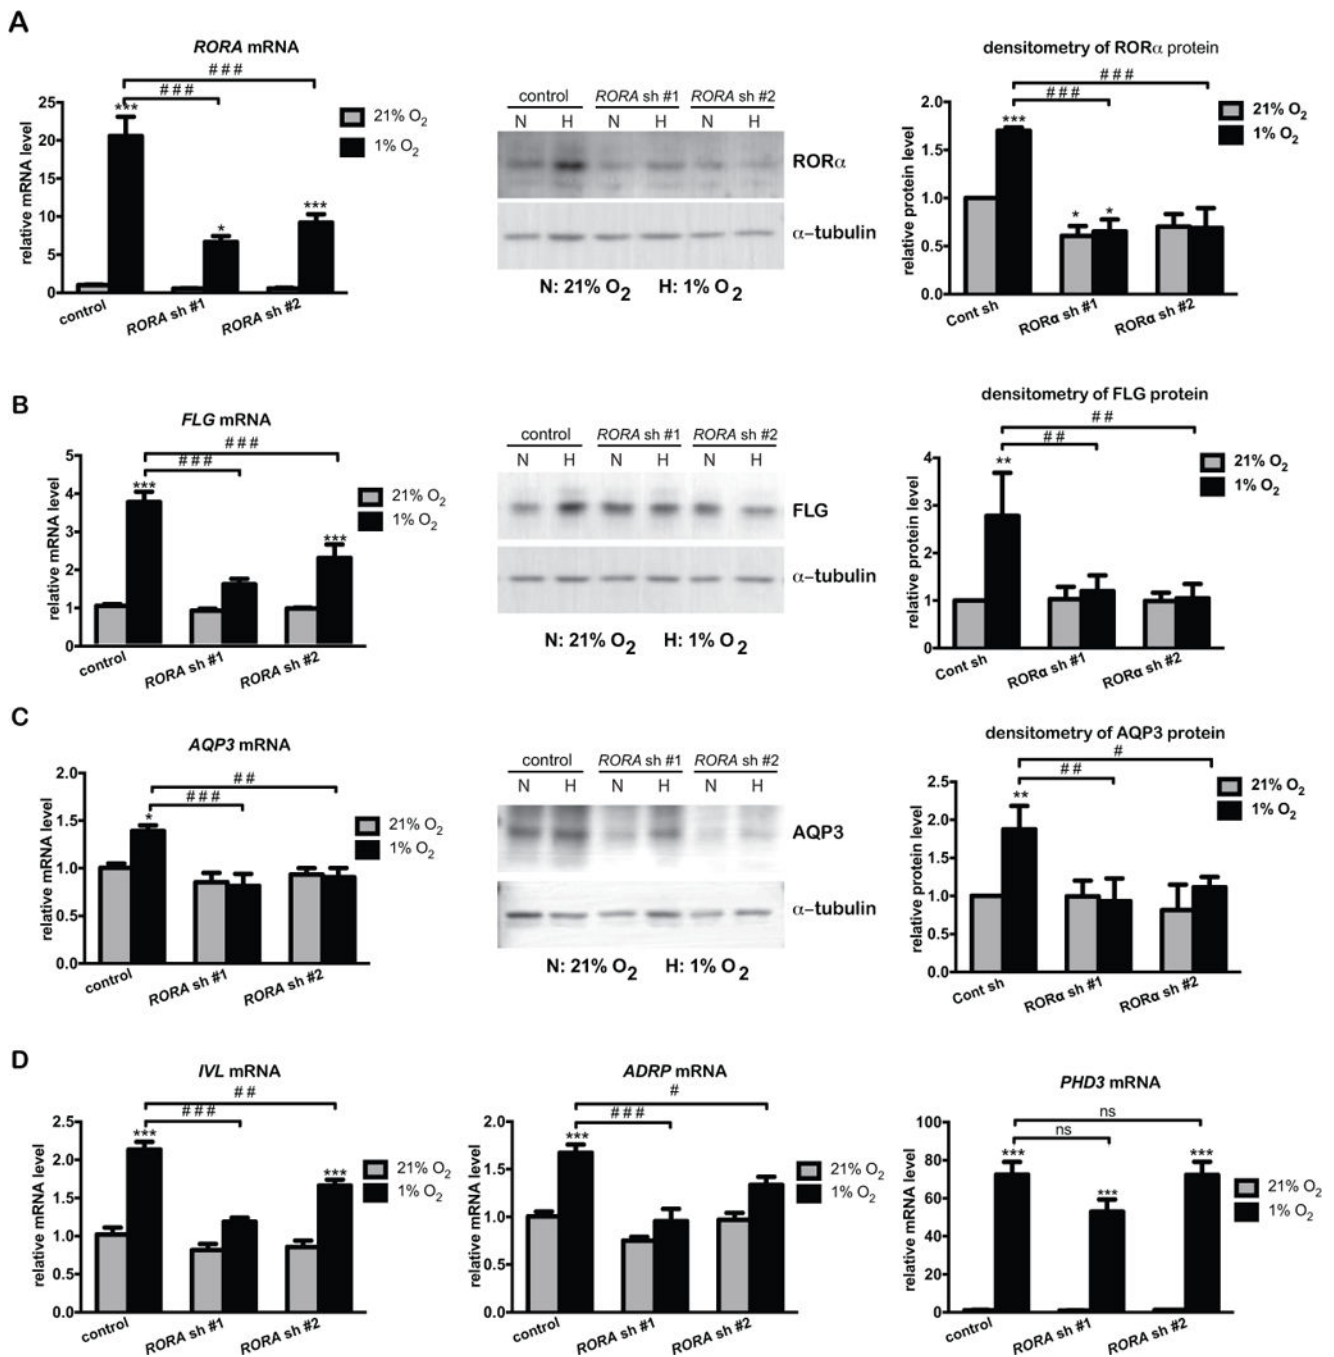 A
RORA mRNA
# # #
# # #
***
*
***
25
20
15
10
5
0
relative mRNA level
control
RORA sh #1
RORA sh #2
21% O2
1% O2
control RORA sh #1 RORA sh #2
N H N H N H
RORα
α–tubulin
N: 21% O2 H: 1% O2
densitometry of RORα protein
# # #
# # #
***
* *
2.0
1.5
1.0
0.5
0.0
relative protein level
Cont sh
RORα sh #1
RORα sh #2
21% O2
1% O2
B
FLG mRNA
# # #
# # #
***
***
5
4
3
2
1
0
relative mRNA level
control
RORA sh #1
RORA sh #2
21% O2
1% O2
control RORA sh #1 RORA sh #2
N H N H N H
FLG
α–tubulin
N: 21% O2 H: 1% O2
densitometry of FLG protein
# #
# #
**
4
3
2
1
0
relative protein level
Cont sh
RORα sh #1
RORα sh #2
21% O2
1% O2
C
AQP3 mRNA
# #
# # #
*
2.0
1.5
1.0
0.5
0.0
relative mRNA level
control
RORA sh #1
RORA sh #2
21% O2
1% O2
control RORA sh #1 RORA sh #2
N H N H N H
AQP3
α–tubulin
N: 21% O2 H: 1% O2
densitometry of AQP3 protein
#
# #
**
2.5
2.0
1.5
1.0
0.5
0.0
relative protein level
Cont sh
RORα sh #1
RORα sh #2
21% O2
1% O2
D
IVL mRNA
# #
# # #
***
***
2.5
2.0
1.5
1.0
0.5
0.0
relative mRNA level
control
RORA sh #1
RORA sh #2
21% O2
1% O2
ADRP mRNA
#
# # #
***
2.0
1.5
1.0
0.5
0.0
relative mRNA level
control
RORA sh #1
RORA sh #2
21% O2
1% O2
PHD3 mRNA
ns
ns
***
***
***
100
80
60
40
20
0
relative mRNA level
control
RORA sh #1
RORA sh #2
21% O2
1% O2